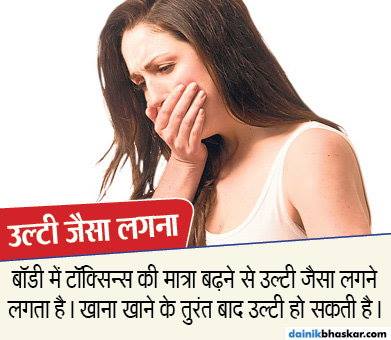 उल्टी जैसा लगना
बॉडी में टॉक्सिन्स की मात्रा बढ़ने से उल्टी जैसा लगने
लगता है। खाना खाने के तुरंत बाद उल्टी हो सकती है।
dainikbhaskar.com